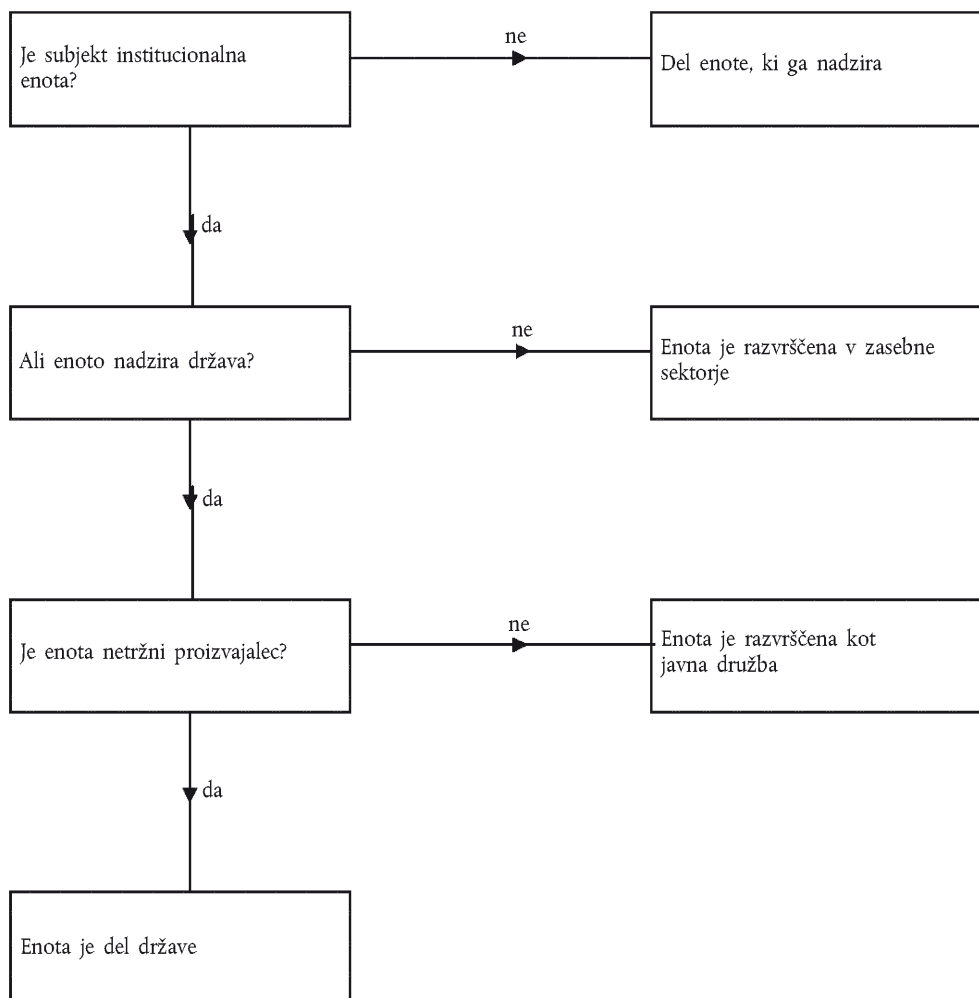 Je subjekt institucionalna
enota?
ne
Del enote, ki ga nadzira
da
Ali enoto nadzira država?
ne
Enota je razvrščena v zasebne
sektorje
da
Je enota netržni proizvajalec?
ne
Enota je razvrščena kot
javna družba
da
Enota je del države